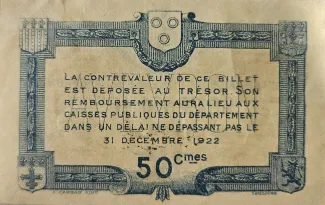 LA CONTREVALEUR DE CE BILLET
EST DEPOSÉE AU TRÉSOR. SON
REMBOURSEMENT AURA LIEU AUX
CAISSES PUBLIQUES DU DÉPARTEMENT
DANS UN DÉLAI NE DÉPASSANT PAS LE
31 DÉCEMBRE 1922
50 Cmes